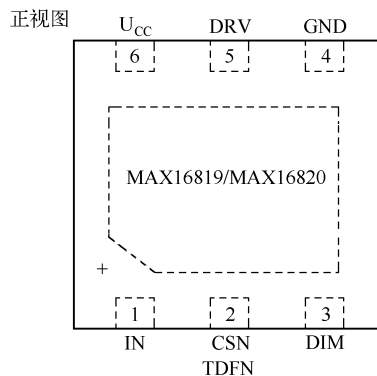 正视图
U_CC DRV GND
6 5 4
MAX16819/MAX16820
+
1 2 3
IN CSN DIM
TDFN